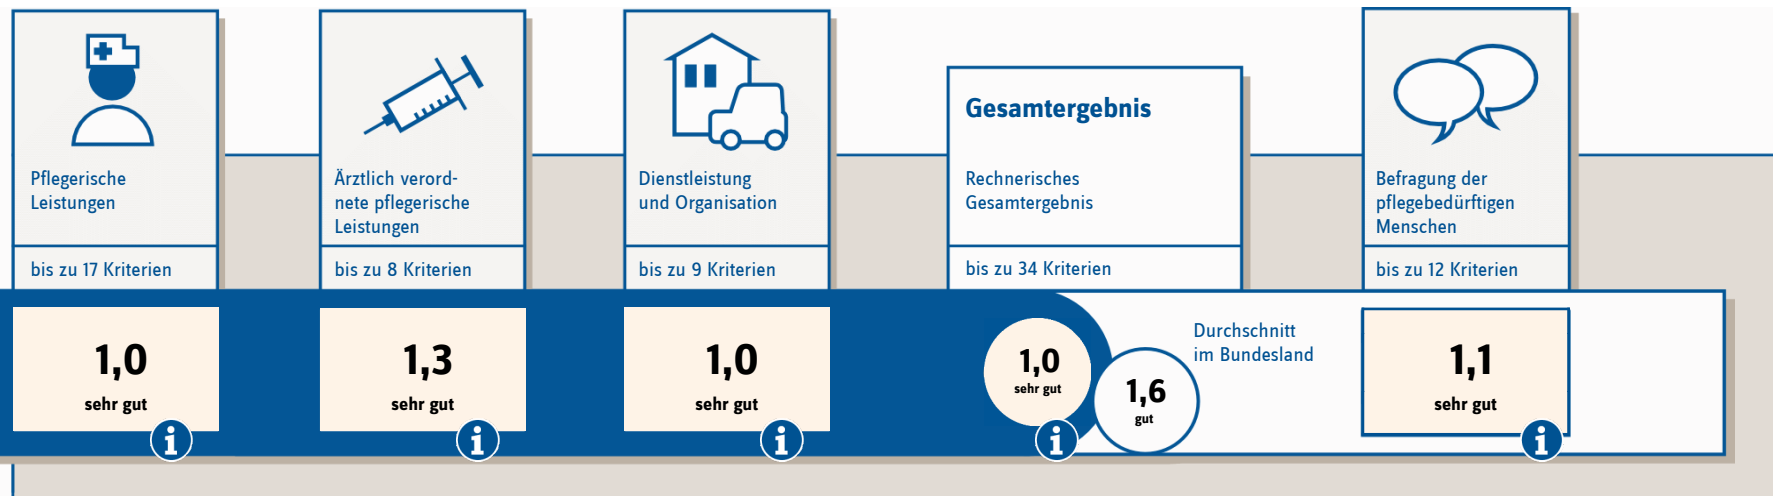 Pflegerische
Leistungen
bis zu 17 Kriterien
1,0
sehr gut
i
Ärztlich verord-
nete pflegerische
Leistungen
bis zu 8 Kriterien
1,3
sehr gut
i
Dienstleistung
und Organisation
bis zu 9 Kriterien
1,0
sehr gut
i
Gesamtergebnis
Rechnerisches
Gesamtergebnis
bis zu 34 Kriterien
1,0
sehr gut
i
Durchschnitt
im Bundesland
1,6
gut
Befragung der
pflegebedürftigen
Menschen
bis zu 12 Kriterien
1,1
sehr gut
i